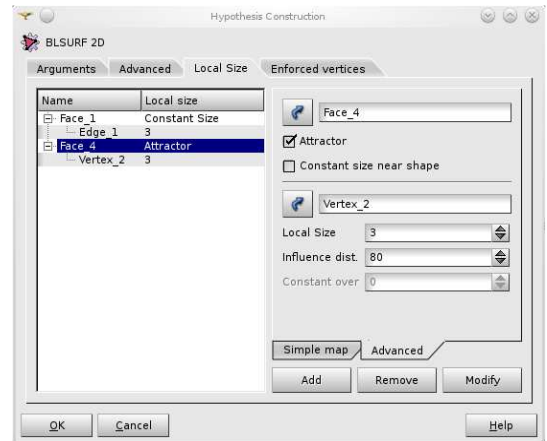 Hypothesis Construction
BLSURF 2D
Arguments Advanced Local Size Enforced vertices
Name Local size
Face_1 Constant Size
Edge_1 3
Face_4 Attractor
Vertex_2 3
Face_4
Attractor
Constant size near shape
Vertex_2
Local Size 3
Influence dist. 80
Constant over 0
Simple map Advanced
Add Remove Modify
OK Cancel Help